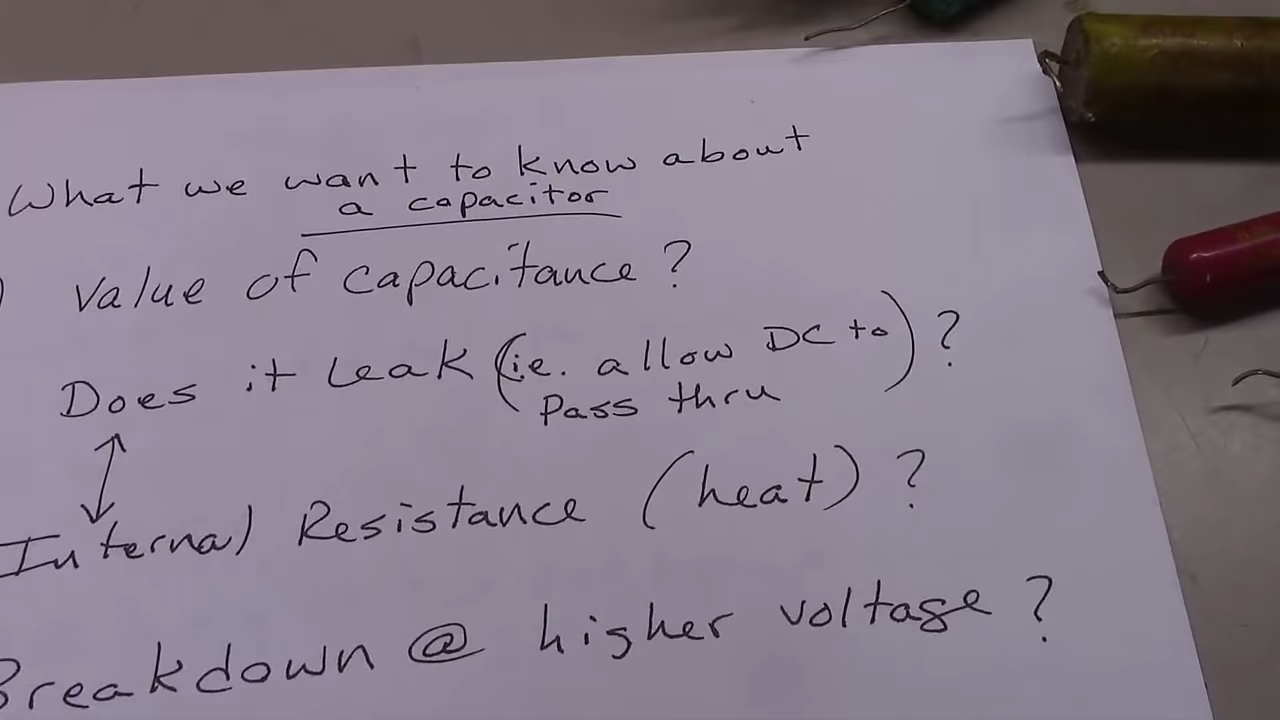 What we want to know about
a capacitor
) Value of capacitance ?
Does it Leak (i.e. allow DC to ) ?
Pass thru
Internal Resistance (heat) ?
Breakdown @ higher voltage ?